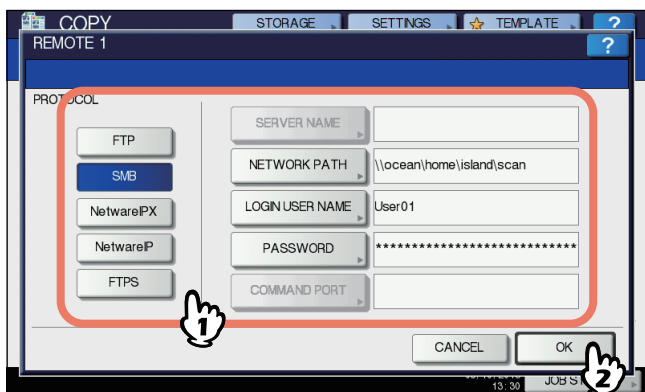 COPY STORAGE SETTINGS TEMPLATE ?
REMOTE 1 ?
PROTOCOL
FTP
SMB
NetwareIPX
NetwareIP
FTPS
SERVER NAME
NETWORK PATH \\ocean\home\island\scan
LOGIN USER NAME User01
PASSWORD *****************************
COMMAND PORT
1
CANCEL OK
2
13:30 JOB